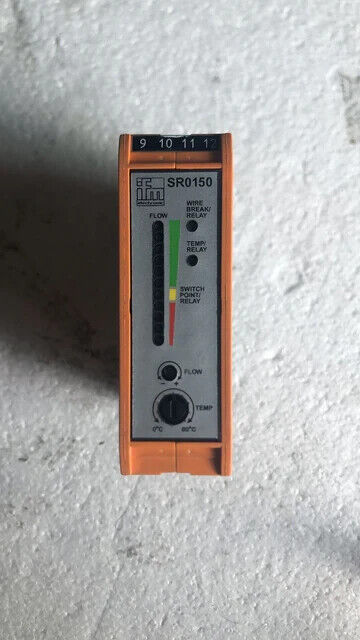 9 10 11 12
ifm
electronic
SR0150
FLOW
WIRE
BREAK/
RELAY
TEMP/
RELAY
SWITCH
POINT/
RELAY
FLOW
- +
TEMP
0°C 80°C